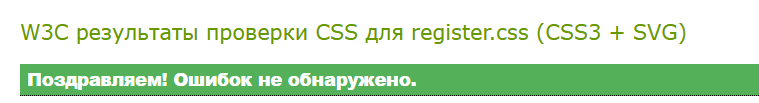 W3C результаты проверки CSS для register.css (CSS3 + SVG)
Поздравляем! Ошибок не обнаружено.